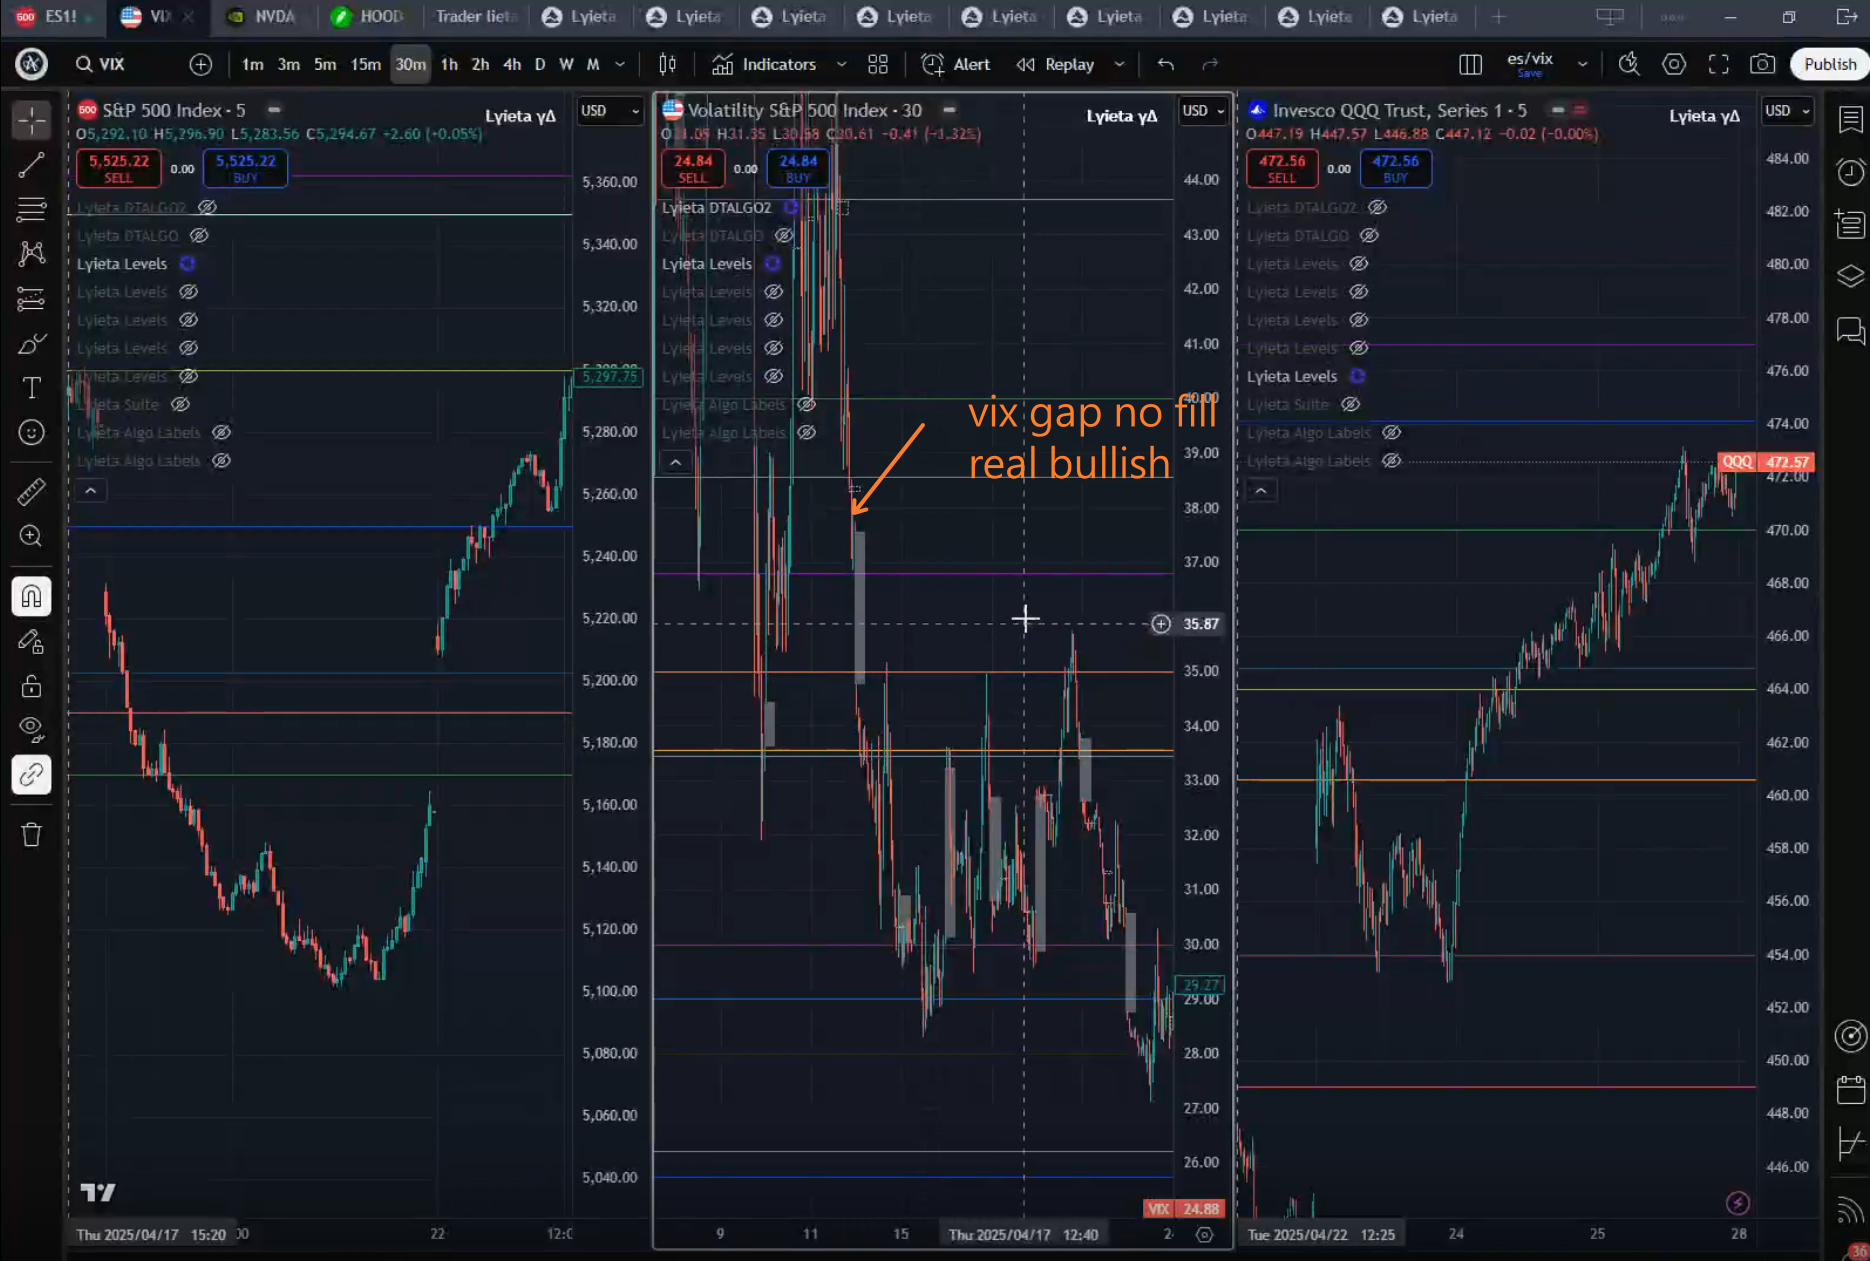 500 ES1! VIX NVDA HOOD Trader lieta Lyieta Lyieta Lyieta Lyieta Lyieta Lyieta Lyieta Lyieta Lyieta
VIX 1m 3m 5m 15m 30m 1h 2h 4h D W M Indicators Alert Replay es/vix Save Publish
500 S&P 500 Index · 5
Lyieta γΔ
USD
O5,292.10 H5,296.90 L5,283.56 C5,294.67 +2.60 (+0.05%)
5,525.22 SELL 0.00 5,525.22 BUY
Lyieta DTALGO2
Lyieta DTALGO
Lyieta Levels
Lyieta Levels
Lyieta Levels
Lyieta Levels
Lyieta Levels
Lyieta Suite
Lyieta Algo Labels
Lyieta Algo Labels
5,360.00
5,340.00
5,320.00
5,297.75
5,280.00
5,260.00
5,240.00
5,220.00
5,200.00
5,180.00
5,160.00
5,140.00
5,120.00
5,100.00
5,080.00
5,060.00
5,040.00
Thu 2025/04/17 15:20 22
Volatility S&P 500 Index · 30
Lyieta γΔ
USD
O31.05 H31.35 L30.58 C30.61 −0.41 (−1.32%)
24.84 SELL 0.00 24.84 BUY
Lyieta DTALGO2
Lyieta DTALGO
Lyieta Levels
Lyieta Levels
Lyieta Levels
Lyieta Levels
Lyieta Levels
Lyieta Algo Labels
Lyieta Algo Labels
vix gap no fill
real bullish
44.00
43.00
42.00
41.00
40.00
39.00
38.00
37.00
35.87
35.00
34.00
33.00
32.00
31.00
30.00
29.27
29.00
28.00
27.00
26.00
VIX 24.88
9 11 15 Thu 2025/04/17 12:40
Invesco QQQ Trust, Series 1 · 5
Lyieta γΔ
USD
O447.19 H447.57 L446.88 C447.12 −0.02 (−0.00%)
472.56 SELL 0.00 472.56 BUY
Lyieta DTALGO2
Lyieta DTALGO
Lyieta Levels
Lyieta Levels
Lyieta Levels
Lyieta Levels
Lyieta Levels
Lyieta Suite
Lyieta Algo Labels
Lyieta Algo Labels
484.00
482.00
480.00
478.00
476.00
474.00
QQQ 472.57
472.00
470.00
468.00
466.00
464.00
462.00
460.00
458.00
456.00
454.00
452.00
450.00
448.00
446.00
Tue 2025/04/22 12:25 24 25 28
36